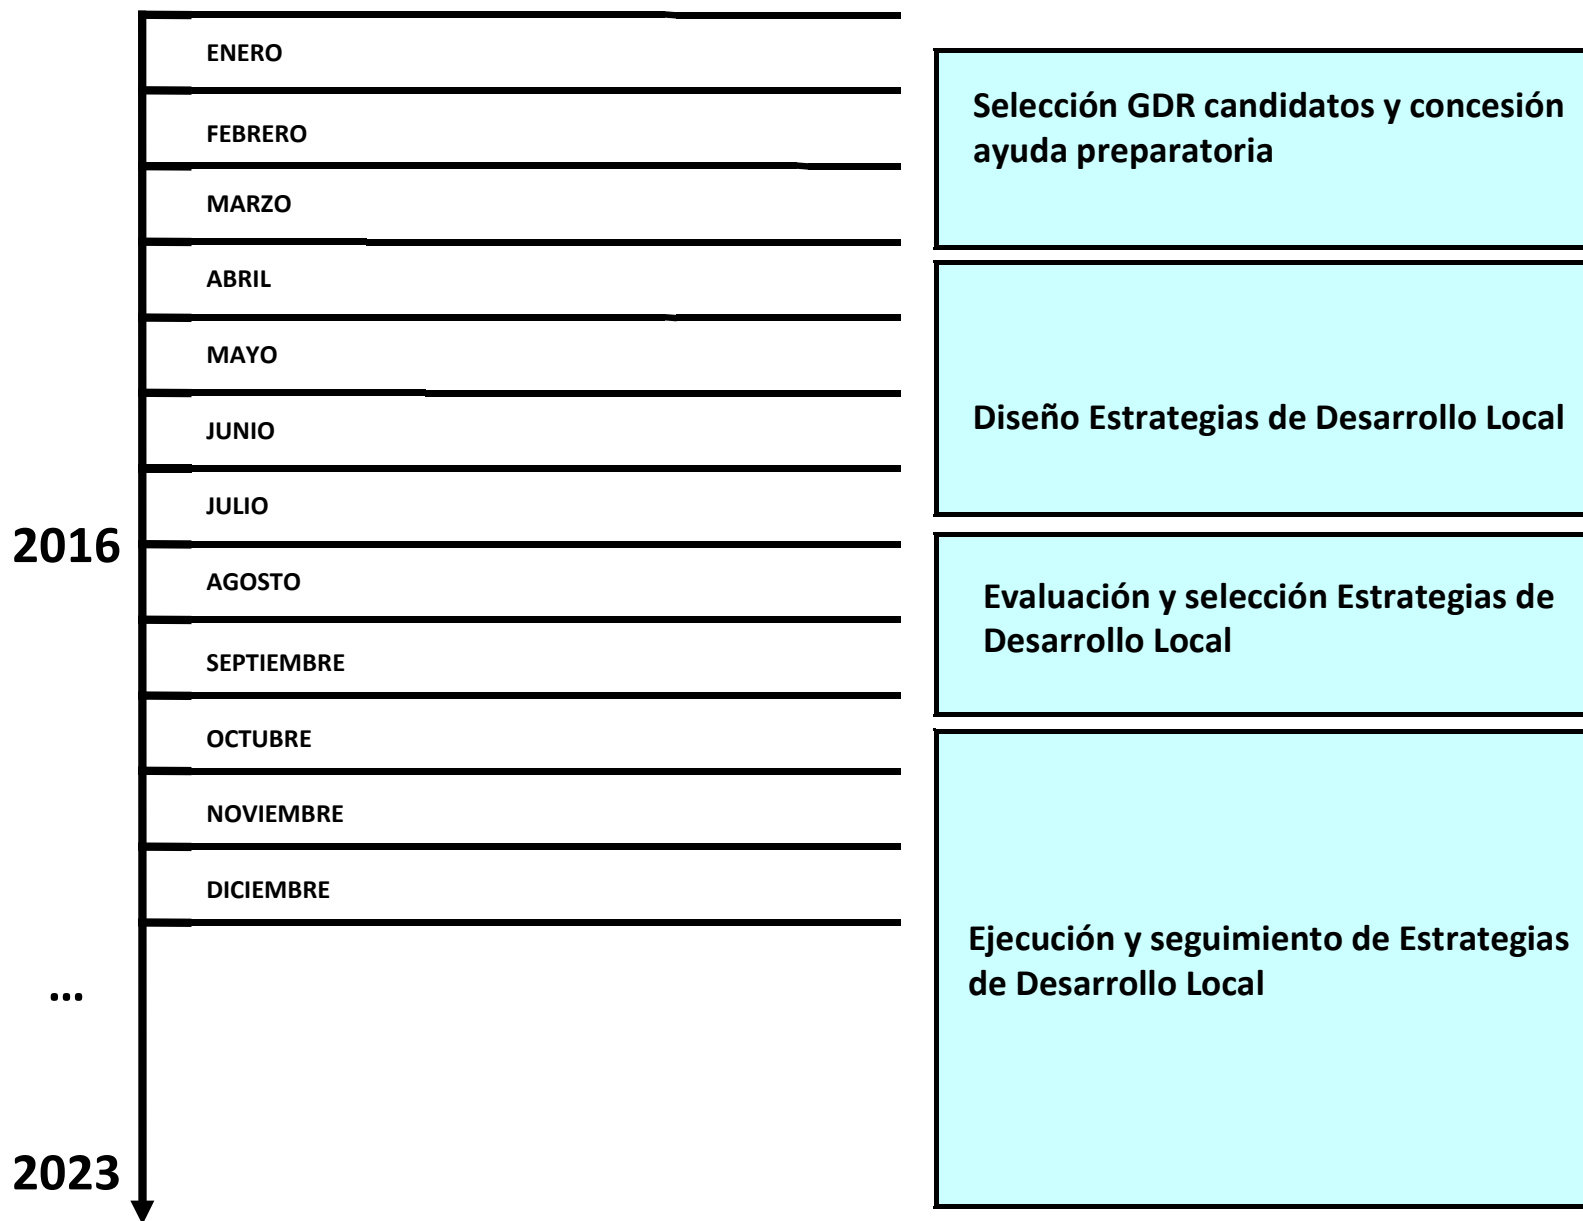 ENERO
FEBRERO
MARZO
ABRIL
MAYO
JUNIO
JULIO
2016
AGOSTO
SEPTIEMBRE
OCTUBRE
NOVIEMBRE
DICIEMBRE
...
2023
Selección GDR candidatos y concesión
ayuda preparatoria
Diseño Estrategias de Desarrollo Local
Evaluación y selección Estrategias de
Desarrollo Local
Ejecución y seguimiento de Estrategias
de Desarrollo Local